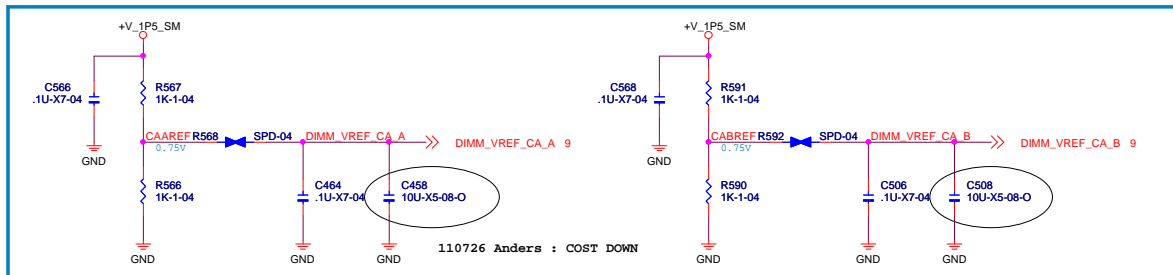 +V_1P5_SM
C566
.1U-X7-04
R567
1K-1-04
GND
CAAREF
0.75V
R568
SPD-04
DIMM_VREF_CA_A
DIMM_VREF_CA_A 9
R566
1K-1-04
C464
.1U-X7-04
C458
10U-X5-08-O
GND
GND
GND
+V_1P5_SM
C568
.1U-X7-04
R591
1K-1-04
GND
CABREF
0.75V
R592
SPD-04
DIMM_VREF_CA_B
DIMM_VREF_CA_B 9
R590
1K-1-04
C506
.1U-X7-04
C508
10U-X5-08-O
GND
GND
GND
110726 Anders : COST DOWN